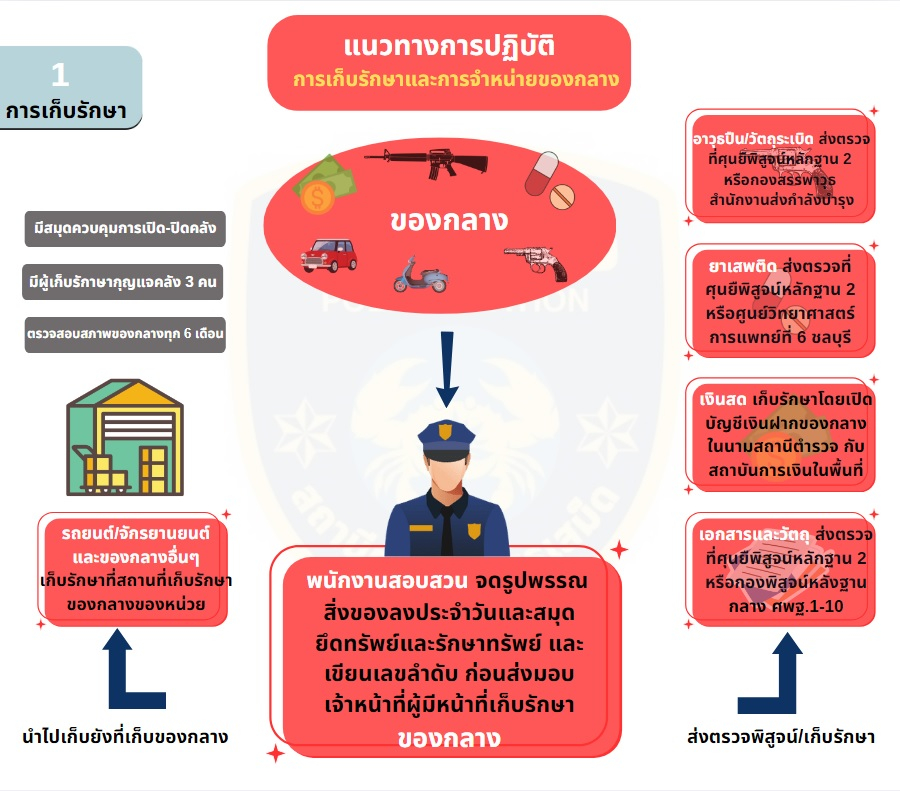 แนวทางการปฏิบัติ
การเก็บรักษาและการจำหน่ายของกลาง
1
การเก็บรักษา
ของกลาง
มีสมุดควบคุมการเปิด-ปิดคลัง
มีผู้เก็บรักษากุญแจคลัง 3 คน
ตรวจสอบสภาพของกลางทุก 6 เดือน
รถยนต์/จักรยานยนต์
และของกลางอื่นๆ
เก็บรักษาที่สถานที่เก็บรักษา
ของกลางของหน่วย
นำไปเก็บยังที่เก็บของกลาง
พนักงานสอบสวน จดรูปพรรณ
สิ่งของลงประจำวันและสมุด
ยึดทรัพย์และรักษาทรัพย์ และ
เขียนเลขลำดับ ก่อนส่งมอบ
เจ้าหน้าที่ผู้มีหน้าที่เก็บรักษา
ของกลาง
อาวุธปืน/วัตถุระเบิด ส่งตรวจ
ที่ศุนยืพิสูจน์หลักฐาน 2
หรือกองสรรพาวุธ
สำนักงานส่งกำลังบำรุง
ยาเสพติด ส่งตรวจที่
ศุนยืพิสูจน์หลักฐาน 2
หรือศูนย์วิทยาศาสตร์
การแพทย์ที่ 6 ชลบุรี
เงินสด เก็บรักษาโดยเปิด
บัญชีเงินฝากของกลาง
ในนามสถานีตำรวจ กับ
สถาบันการเงินในพื้นที่
เอกสารและวัตถุ ส่งตรวจ
ที่ศุนยืพิสูจน์หลักฐาน 2
หรือกองพิสูจน์หลังฐาน
กลาง ศพฐ.1-10
ส่งตรวจพิสูจน์/เก็บรักษา